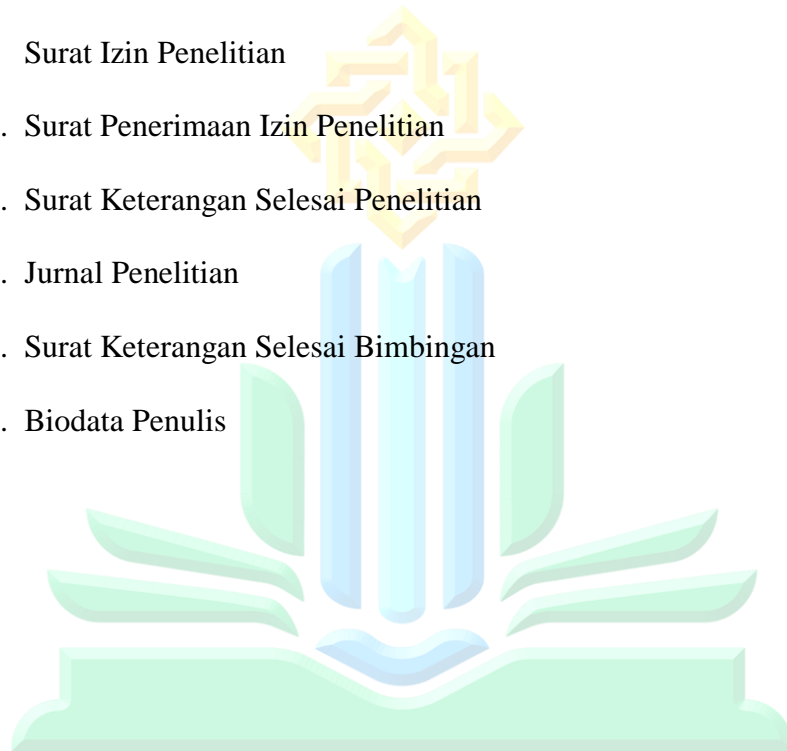 Surat Izin Penelitian
. Surat Penerimaan Izin Penelitian
. Surat Keterangan Selesai Penelitian
. Jurnal Penelitian
. Surat Keterangan Selesai Bimbingan
. Biodata Penulis